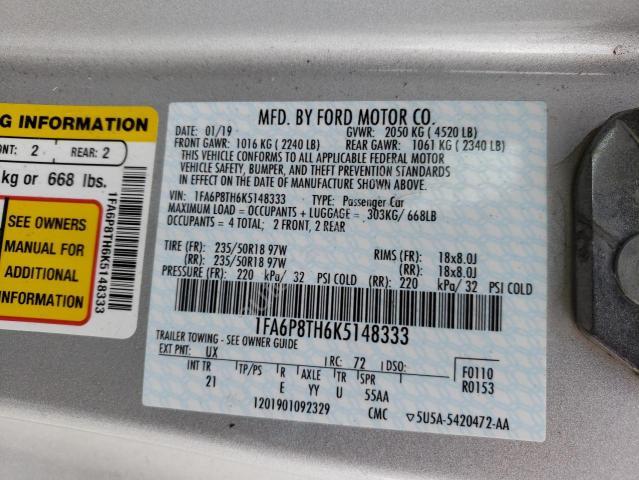 G INFORMATION
NT: 2 REAR: 2
kg or 668 lbs.
SEE OWNERS
MANUAL FOR
ADDITIONAL
INFORMATION
1FA6P8TH6K5148333
MFD. BY FORD MOTOR CO.
DATE: 01/19 GVWR: 2050 KG ( 4520 LB)
FRONT GAWR: 1016 KG ( 2240 LB) REAR GAWR: 1061 KG ( 2340 LB)
THIS VEHICLE CONFORMS TO ALL APPLICABLE FEDERAL MOTOR
VEHICLE SAFETY, BUMPER, AND THEFT PREVENTION STANDARDS
IN EFFECT ON THE DATE OF MANUFACTURE SHOWN ABOVE.
VIN: 1FA6P8TH6K5148333 TYPE: Passenger Car
MAXIMUM LOAD = OCCUPANTS + LUGGAGE = 303KG/ 668LB
OCCUPANTS = 4 TOTAL; 2 FRONT, 2 REAR
TIRE (FR): 235/50R18 97W RIMS (FR): 18x8.0J
(RR): 235/50R18 97W (RR): 18x8.0J
PRESSURE (FR): 220 kPa/ 32 PSI COLD (RR): 220 kPa/ 32 PSI COLD
1FA6P8TH6K5148333
TRAILER TOWING - SEE OWNER GUIDE
EXT PNT: UX RC: 72 DSO: F0110
INT TR TP/PS R AXLE TR SPR R0153
21 E YY U 55AA
1201901092329 CMC 5U5A-5420472-AA